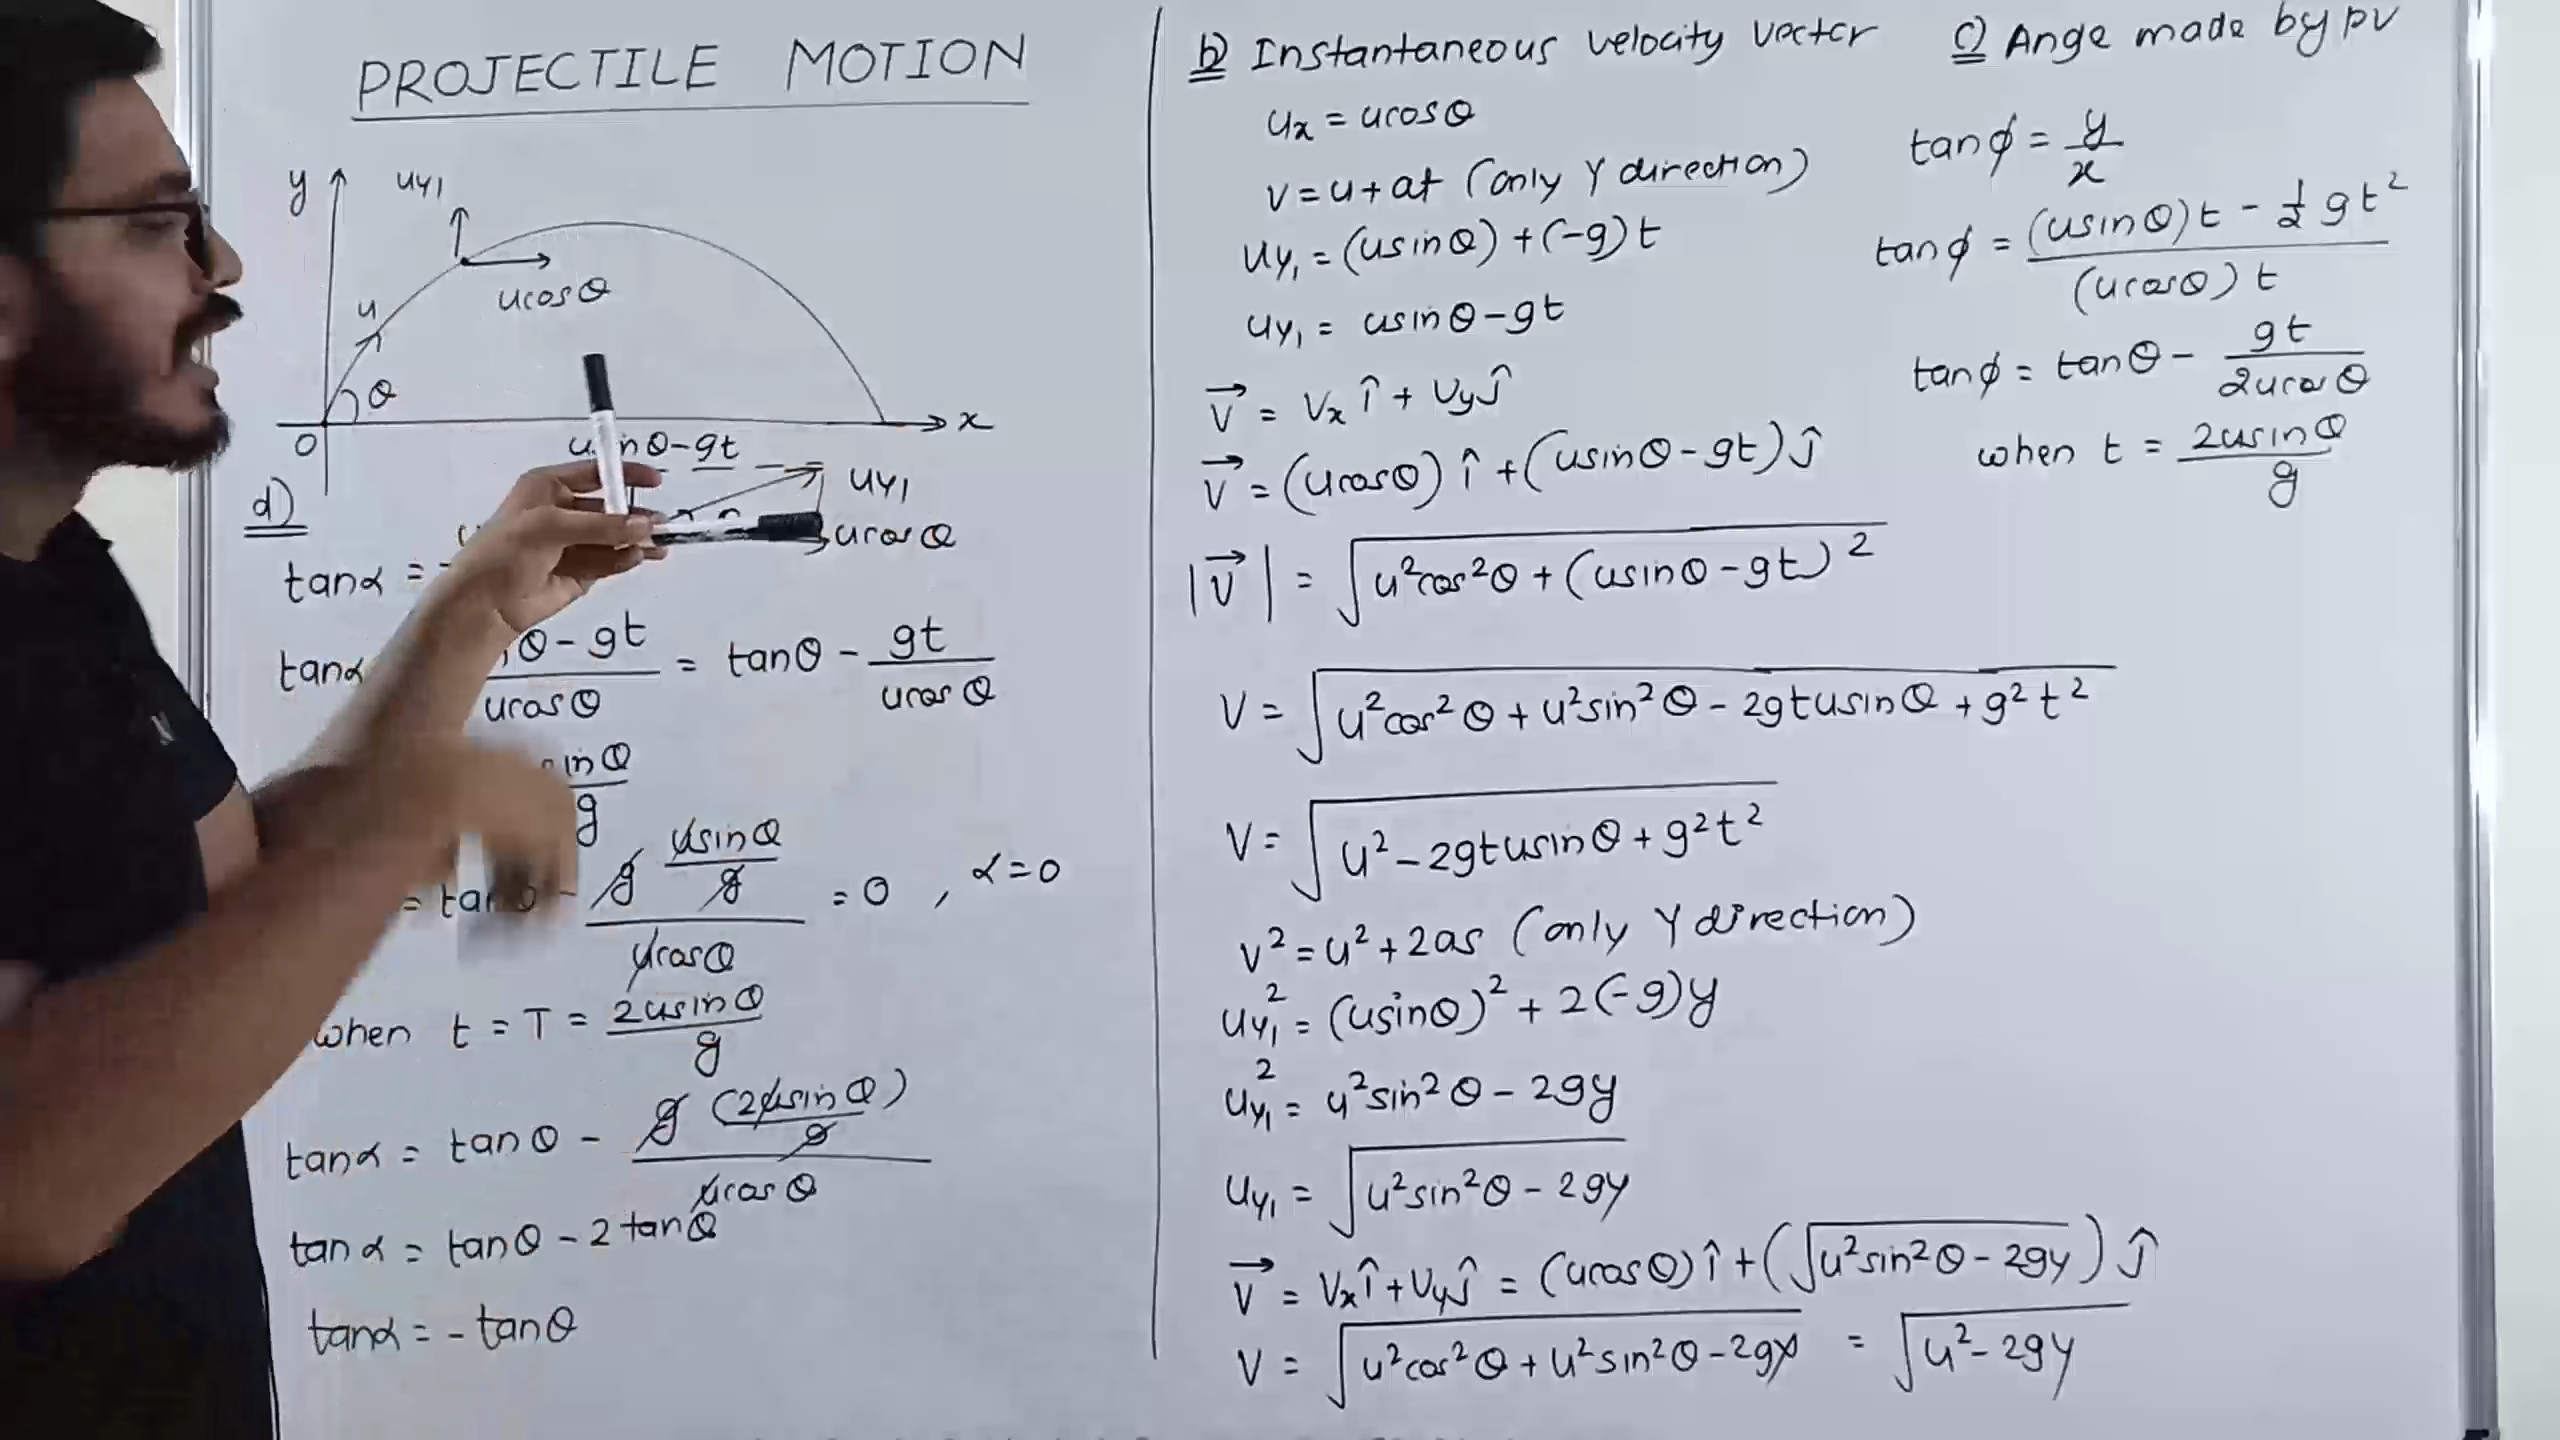 PROJECTILE MOTION
y
uy1
u
ucosθ
θ
O
x
θ-gt
uy1
ucosθ
d)
tanα =
tanα θ-gt/ucosθ = tanθ - gt/ucosθ
inθ/g
= tanθ - g usinθ/g / ucosθ = 0 , α=0
when t = T = 2usinθ/g
tanα = tanθ - g (2usinθ)/g / ucosθ
tanα = tanθ - 2 tanθ
tanα = - tanθ
b) Instantaneous velocity vector
ux = ucosθ
v = u+at (only Y direction)
uy1 = (usinθ) + (-g) t
uy1 = usinθ-gt
v⃗ = vx î + vy ĵ
v⃗ = (ucosθ) î + (usinθ-gt) ĵ
|v⃗| = √(u²cos²θ + (usinθ-gt)²)
V = √(u²cos²θ + u²sin²θ - 2gtusinθ + g²t²)
V = √(u² - 2gtusinθ + g²t²)
v² = u² + 2as (only Y direction)
uy1² = (usinθ)² + 2(-g)y
uy1² = u²sin²θ - 2gy
uy1 = √(u²sin²θ - 2gy)
v⃗ = vx î + vy ĵ = (ucosθ) î + (√(u²sin²θ - 2gy)) ĵ
V = √(u²cos²θ + u²sin²θ - 2gy) = √(u² - 2gy)
c) Ange made by pv
tanϕ = y/x
tanϕ = (usinθ)t - ½ gt² / (ucosθ) t
tanϕ = tanθ - gt/2ucosθ
when t = 2usinθ/g